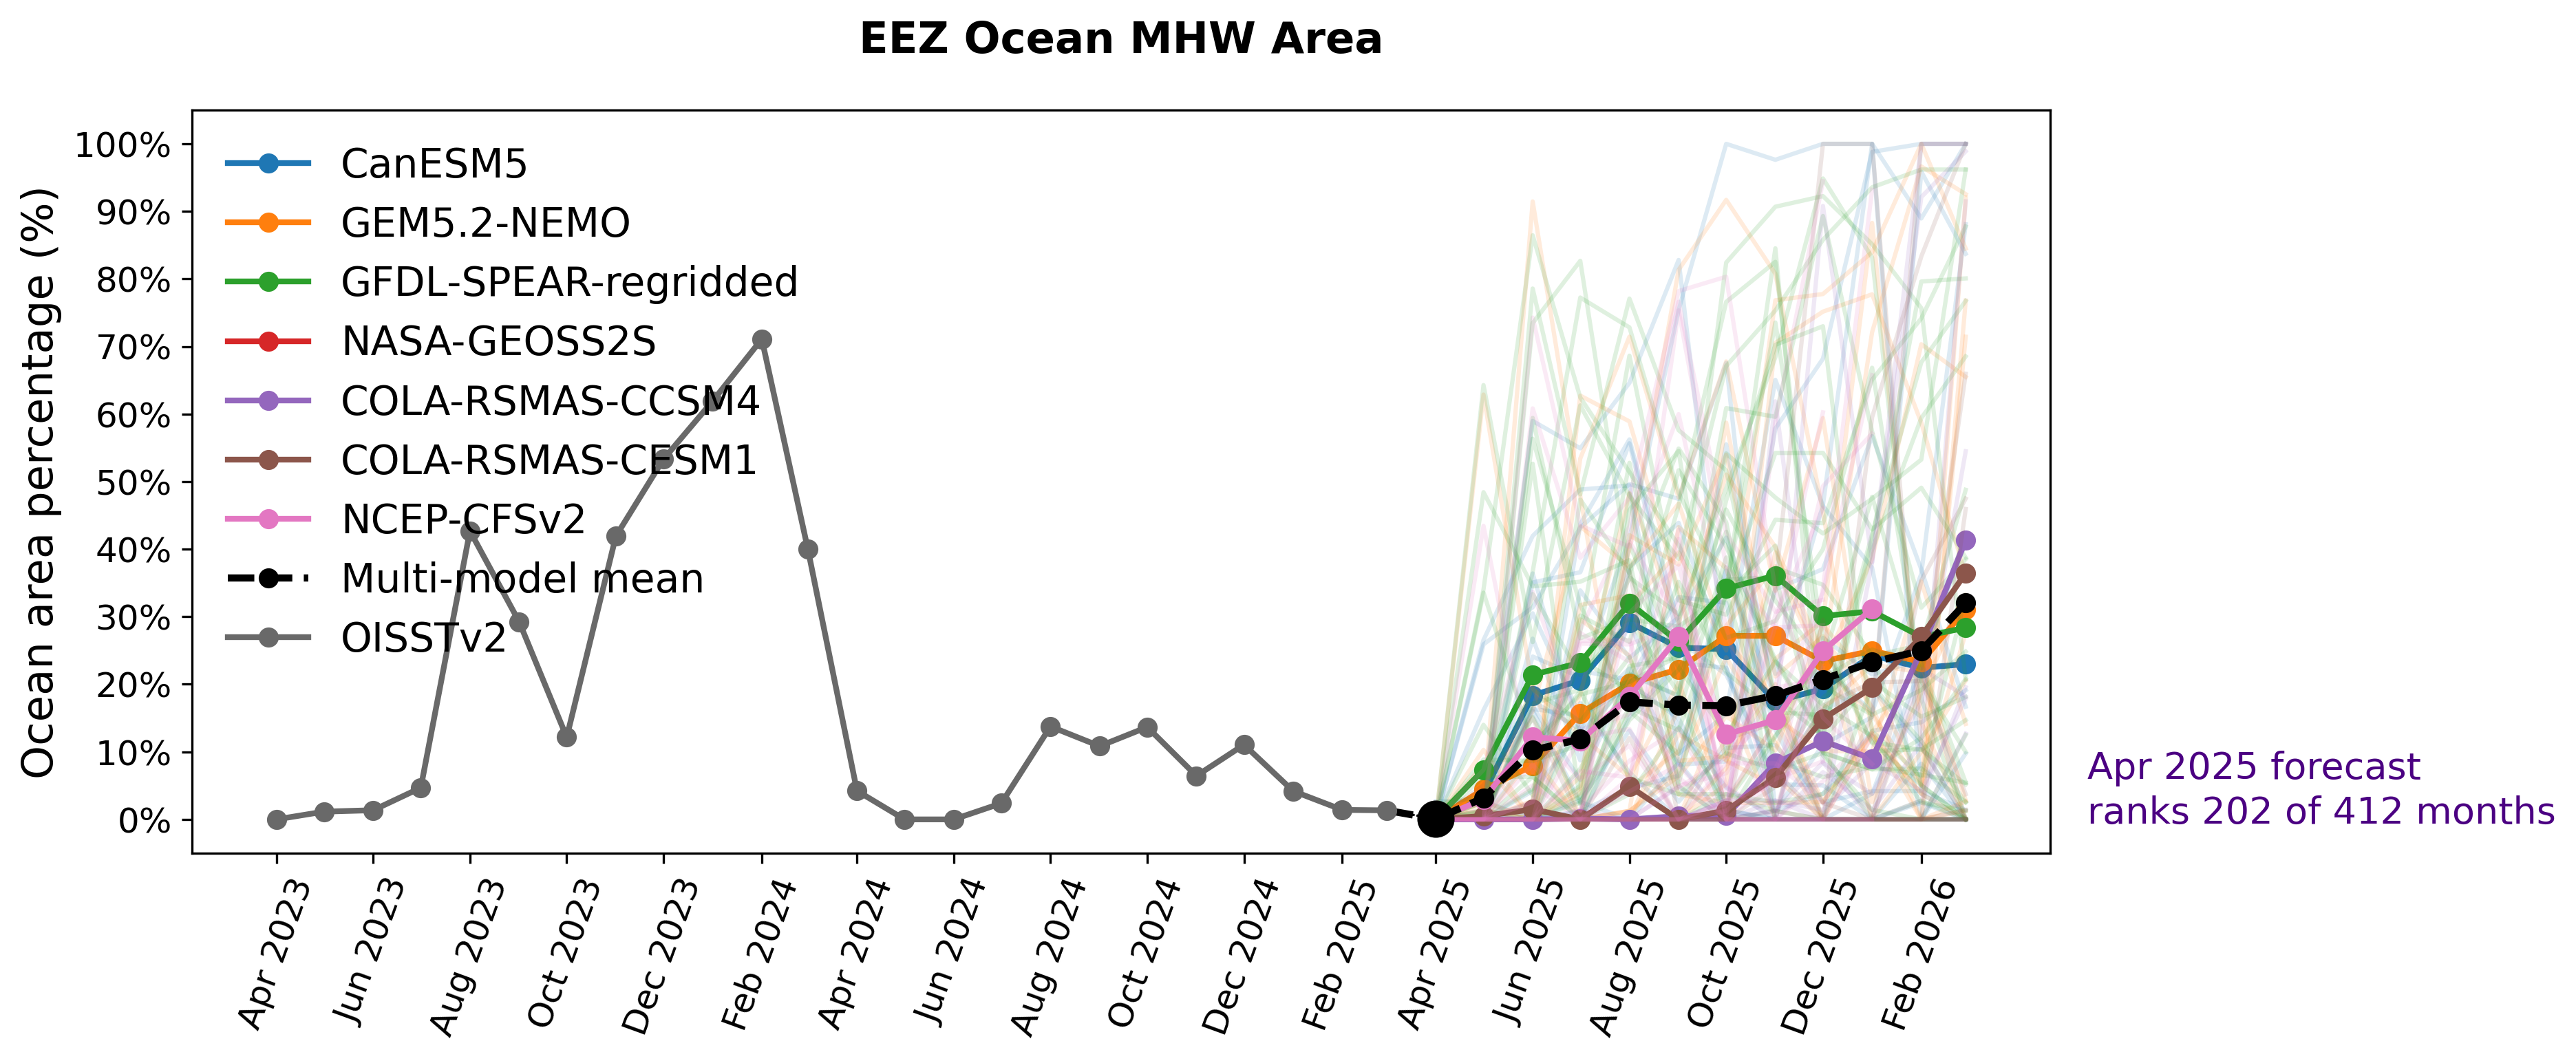 EEZ Ocean MHW Area
Ocean area percentage (%)
100%
90%
80%
70%
60%
50%
40%
30%
20%
10%
0%
CanESM5
GEM5.2-NEMO
GFDL-SPEAR-regridded
NASA-GEOSS2S
COLA-RSMAS-CCSM4
COLA-RSMAS-CESM1
NCEP-CFSv2
Multi-model mean
OISSTv2
Apr 2023
Jun 2023
Aug 2023
Oct 2023
Dec 2023
Feb 2024
Apr 2024
Jun 2024
Aug 2024
Oct 2024
Dec 2024
Feb 2025
Apr 2025
Jun 2025
Aug 2025
Oct 2025
Dec 2025
Feb 2026
Apr 2025 forecast
ranks 202 of 412 months